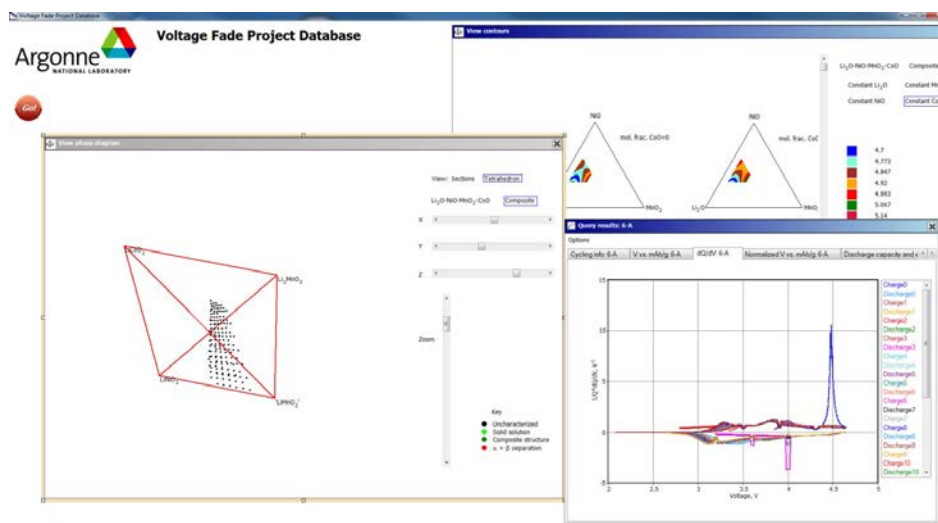 Voltage Fade Project Database
Argonne
NATIONAL LABORATORY
Voltage Fade Project Database
Go!
View contours
Li₂O-NiO-MnO₂-CoO
Composite
Constant Li₂O
Constant
Constant NiO
Constant
NiO
mol. frac. CoO=0
MnO₂
NiO
mol. frac.
Li₂O
4.7
4.773
4.847
4.92
4.993
5.067
5.14
View phase diagram
View: Sections Tetrahedron
Li₂O-NiO-MnO₂-CoO Composite
X
Y
Z
Zoom
Li₂MnO₃
Key
Uncharacterized
Solid solution
Composite structure
α + β separation
Query results: 6-A
Options
Cycling info: 6-A
V vs. mAh/g: 6-A
dQ/dV: 6-A
Normalized V vs. mAh/g: 6-A
Discharge capacity and
15
10
5
0
-5
2
2.5
3
3.5
4
4.5
5
Voltage, V
Charge0
Discharge0
Charge1
Discharge1
Charge2
Discharge2
Charge3
Discharge3
Charge4
Discharge4
Discharge5
Charge5
Discharge6
Charge6
Discharge7
Charge7
Charge8
Discharge8
Discharge9
Charge9
Charge10
Discharge10